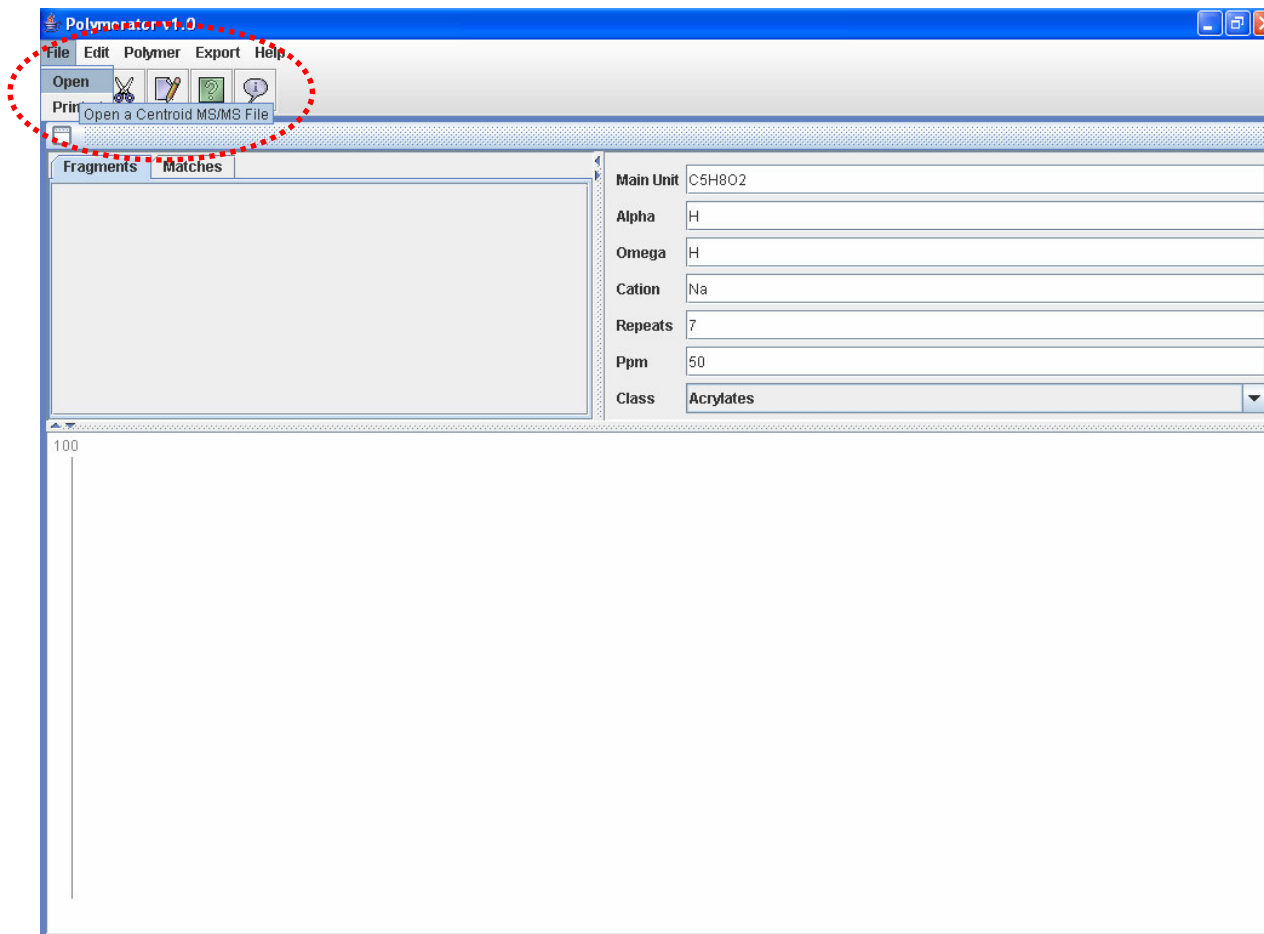 Polymerator v1.0
File Edit Polymer Export Help
Open
Print
Open a Centroid MS/MS File
Fragments Matches
Main Unit C5H8O2
Alpha H
Omega H
Cation Na
Repeats 7
Ppm 50
Class Acrylates
100